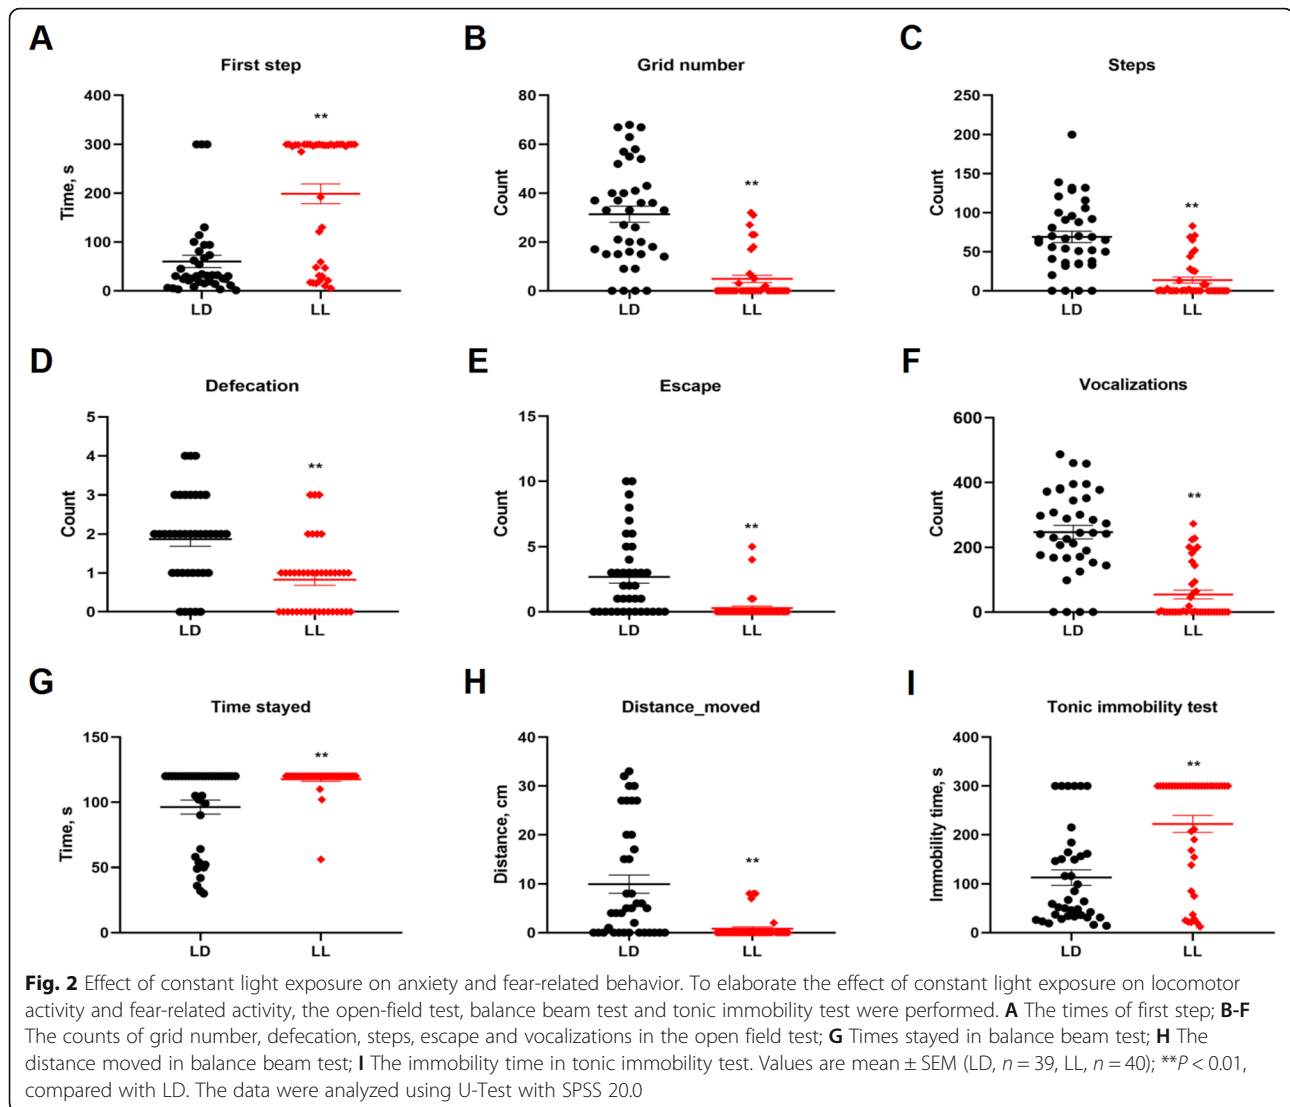 A
First step
400
300
200
100
0
Time, s
**
LD
LL
B
Grid number
80
60
40
20
0
Count
**
LD
LL
C
Steps
250
200
150
100
50
0
Count
**
LD
LL
D
Defecation
5
4
3
2
1
0
Count
**
LD
LL
E
Escape
15
10
5
0
Count
**
LD
LL
F
Vocalizations
600
400
200
0
Count
**
LD
LL
G
Time stayed
150
100
50
0
Time, s
**
LD
LL
H
Distance_moved
50
40
30
20
10
0
Distance, cm
**
LD
LL
I
Tonic immobility test
400
300
200
100
0
Immobility time, s
**
LD
LL
Fig. 2 Effect of constant light exposure on anxiety and fear-related behavior. To elaborate the effect of constant light exposure on locomotor
activity and fear-related activity, the open-field test, balance beam test and tonic immobility test were performed. A The times of first step; B-F
The counts of grid number, defecation, steps, escape and vocalizations in the open field test; G Times stayed in balance beam test; H The
distance moved in balance beam test; I The immobility time in tonic immobility test. Values are mean ± SEM (LD, n = 39, LL, n = 40); **P < 0.01,
compared with LD. The data were analyzed using U-Test with SPSS 20.0